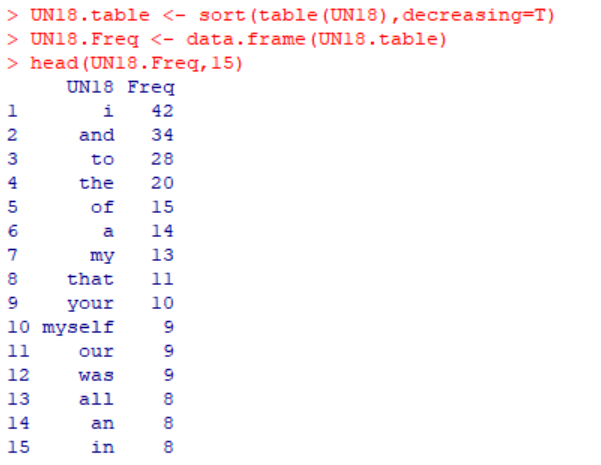 > UN18.table <- sort(table(UN18),decreasing=T)
> UN18.Freq <- data.frame(UN18.table)
> head(UN18.Freq,15)
     UN18 Freq
1       i   42
2     and   34
3      to   28
4     the   20
5      of   15
6       a   14
7      my   13
8    that   11
9    your   10
10 myself    9
11    our    9
12    was    9
13    all    8
14     an    8
15     in    8